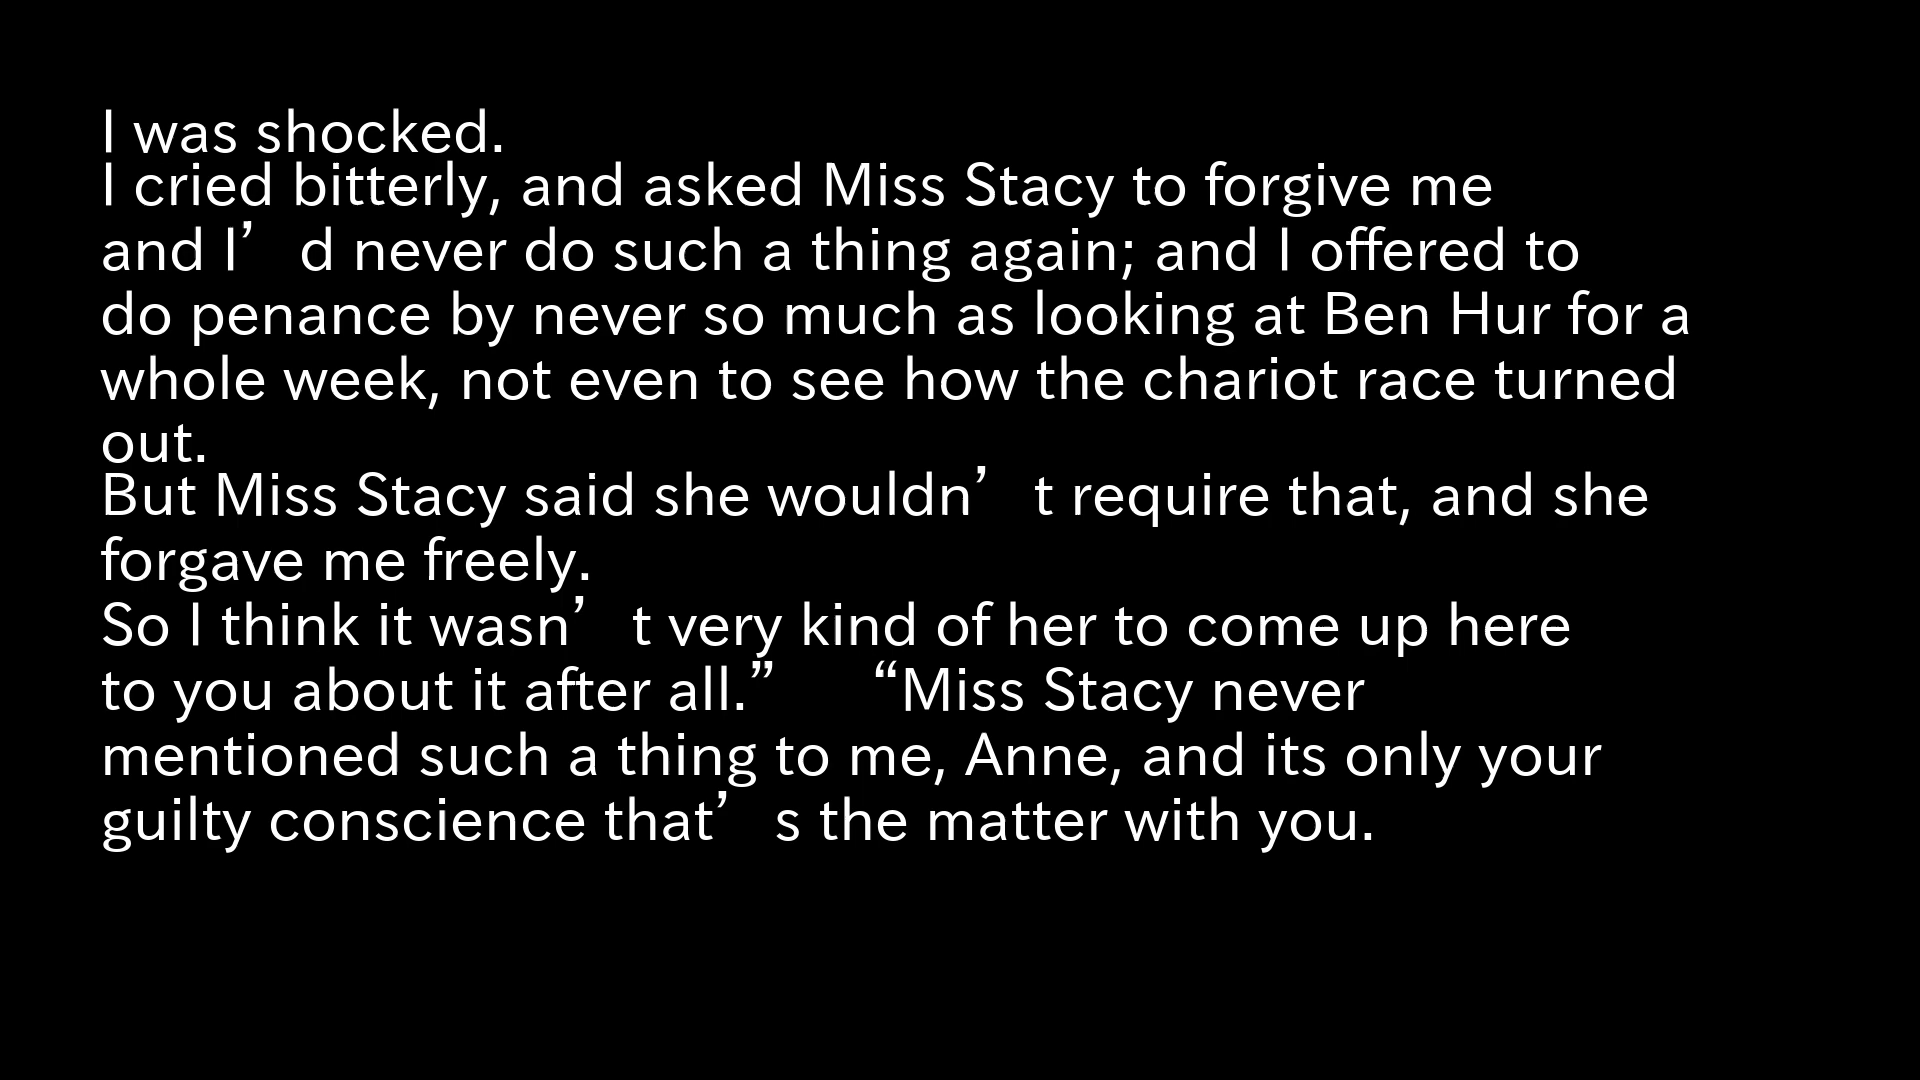 I was shocked.
I cried bitterly, and asked Miss Stacy to forgive me
and I’d never do such a thing again; and I offered to
do penance by never so much as looking at Ben Hur for a
whole week, not even to see how the chariot race turned
out.
But Miss Stacy said she wouldn’t require that, and she
forgave me freely.
So I think it wasn’t very kind of her to come up here
to you about it after all.” “Miss Stacy never
mentioned such a thing to me, Anne, and its only your
guilty conscience that’s the matter with you.